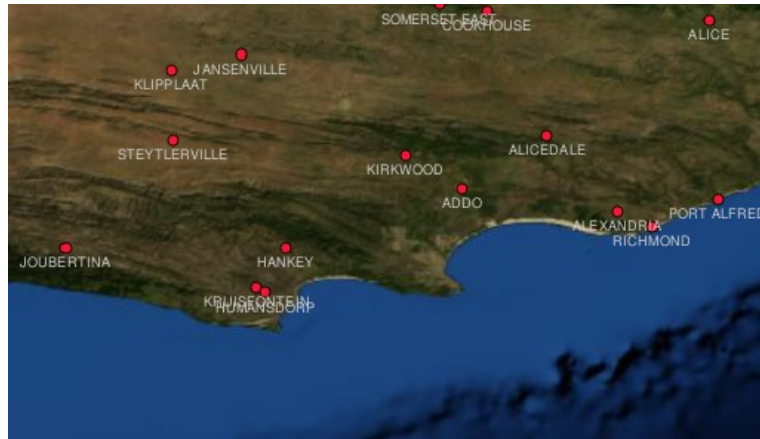 SOMERSET EAST
COOKHOUSE
ALICE
JANSENVILLE
KLIPPLAAT
STEYTLERVILLE
ALICEDALE
KIRKWOOD
ADDO
PORT ALFRED
ALEXANDRIA
RICHMOND
JOUBERTINA
HANKEY
KRUISFONTEIN
HUMANSDORP